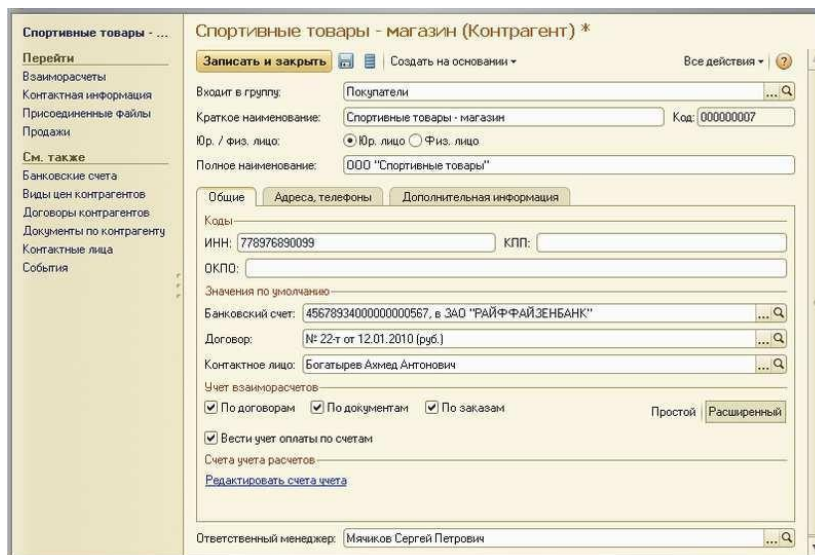 Спортивные товары - ...
Перейти
Взаиморасчеты
Контактная информация
Присоединенные файлы
Продажи
См. также
Банковские счета
Виды цен контрагентов
Договоры контрагентов
Документы по контрагенту
Контактные лица
События
Спортивные товары - магазин (Контрагент) *
Записать и закрыть Создать на основании Все действия ?
Входит в группу: Покупатели ...
Краткое наименование: Спортивные товары - магазин Код: 000000007
Юр. / Физ. лицо: Юр. лицо Физ. лицо
Полное наименование: ООО "Спортивные товары"
Общие Адреса, телефоны Дополнительная информация
Коды
ИНН: 778976890099 КПП:
ОКПО:
Значения по умолчанию
Банковский счет: 45678934000000000567, в ЗАО "РАЙФФАЙЗЕНБАНК" ...
Договор: № 22-т от 12.01.2010 (руб.) ...
Контактное лицо: Богатырев Ахмед Антонович ...
Учет взаиморасчетов
По договорам По документам По заказам Простой Расширенный
Вести учет оплаты по счетам
Счета учета расчетов
Редактировать счета учета
Ответственный менеджер: Мячиков Сергей Петрович ...